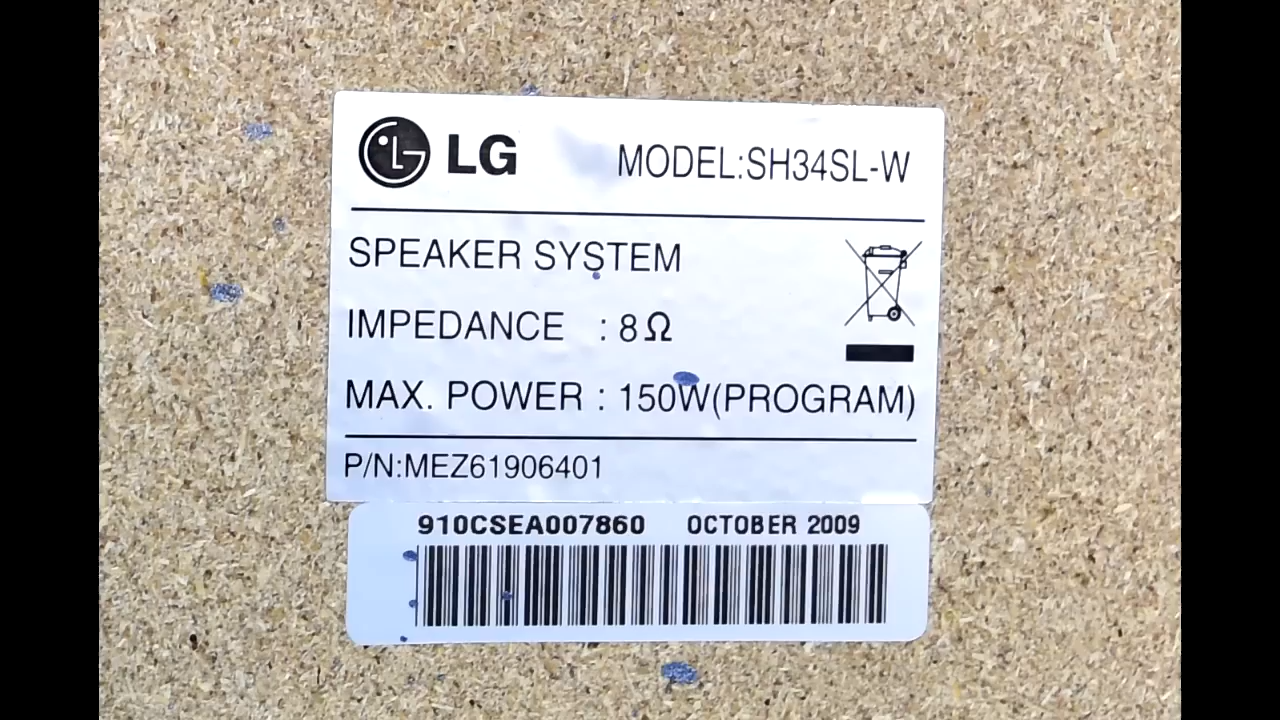 LG MODEL:SH34SL-W
SPEAKER SYSTEM
IMPEDANCE : 8Ω
MAX. POWER : 150W(PROGRAM)
P/N:MEZ61906401
910CSEA007860 OCTOBER 2009